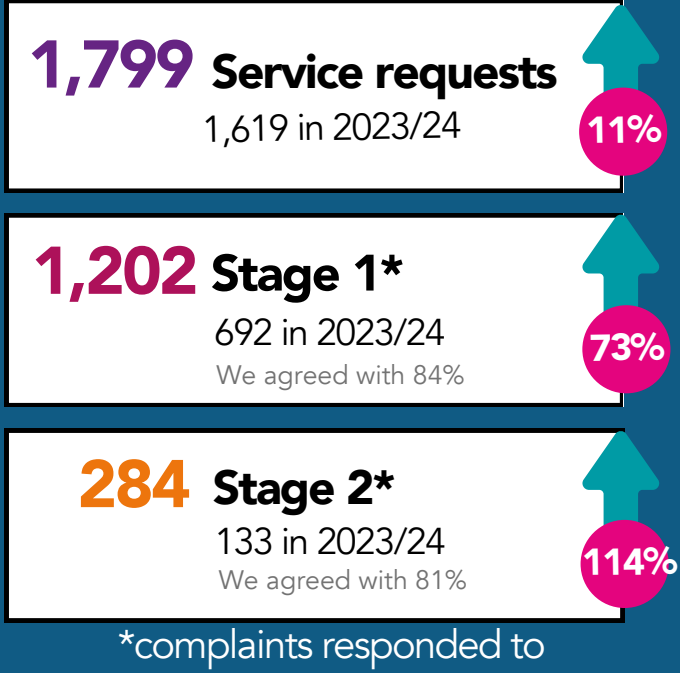 1,799 Service requests
1,619 in 2023/24
11%
1,202 Stage 1*
692 in 2023/24
We agreed with 84%
73%
284 Stage 2*
133 in 2023/24
We agreed with 81%
114%
*complaints responded to